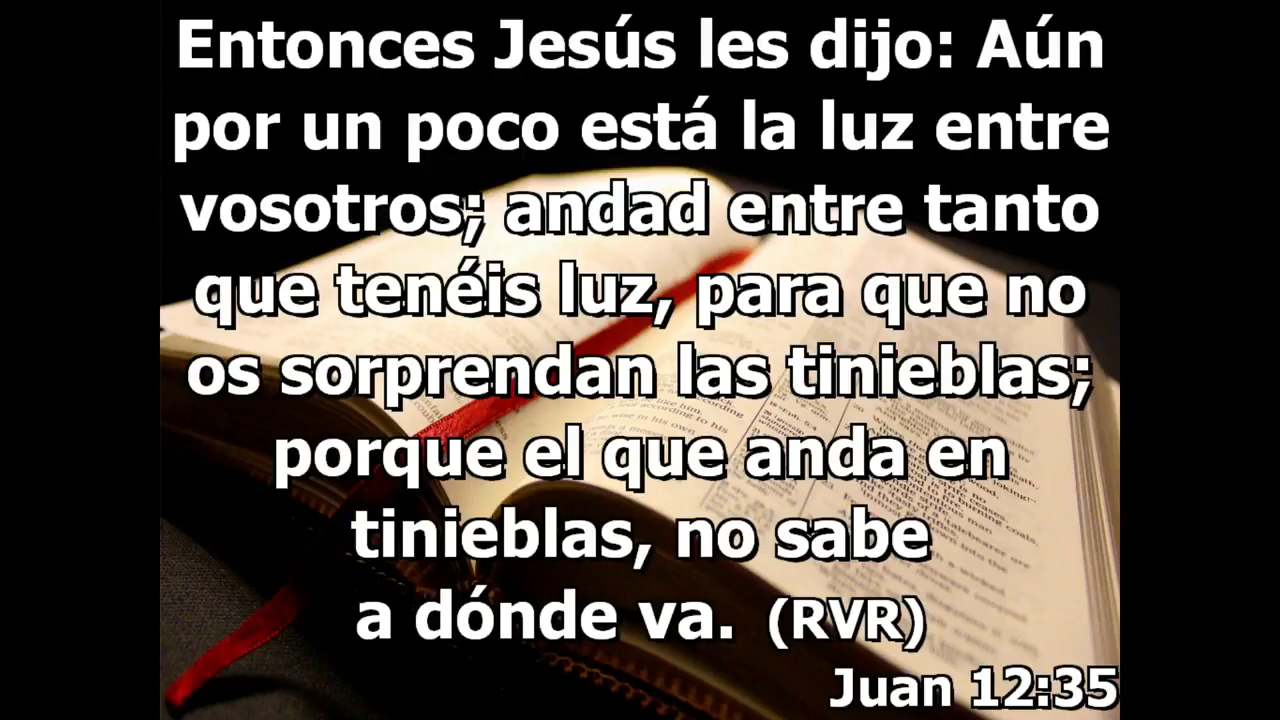 Entonces Jesús les dijo: Aún
por un poco está la luz entre
vosotros; andad entre tanto
que tenéis luz, para que no
os sorprendan las tinieblas;
porque el que anda en
tinieblas, no sabe
a dónde va. (RVR)
Juan 12:35